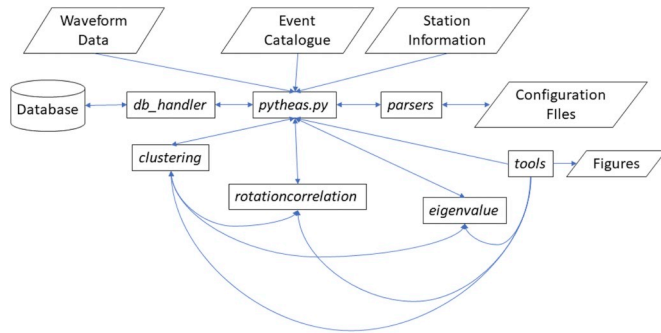 Waveform
Data
Event
Catalogue
Station
Information
Database
db_handler
pytheas.py
parsers
Configuration
FIles
clustering
rotationcorrelation
eigenvalue
tools
Figures